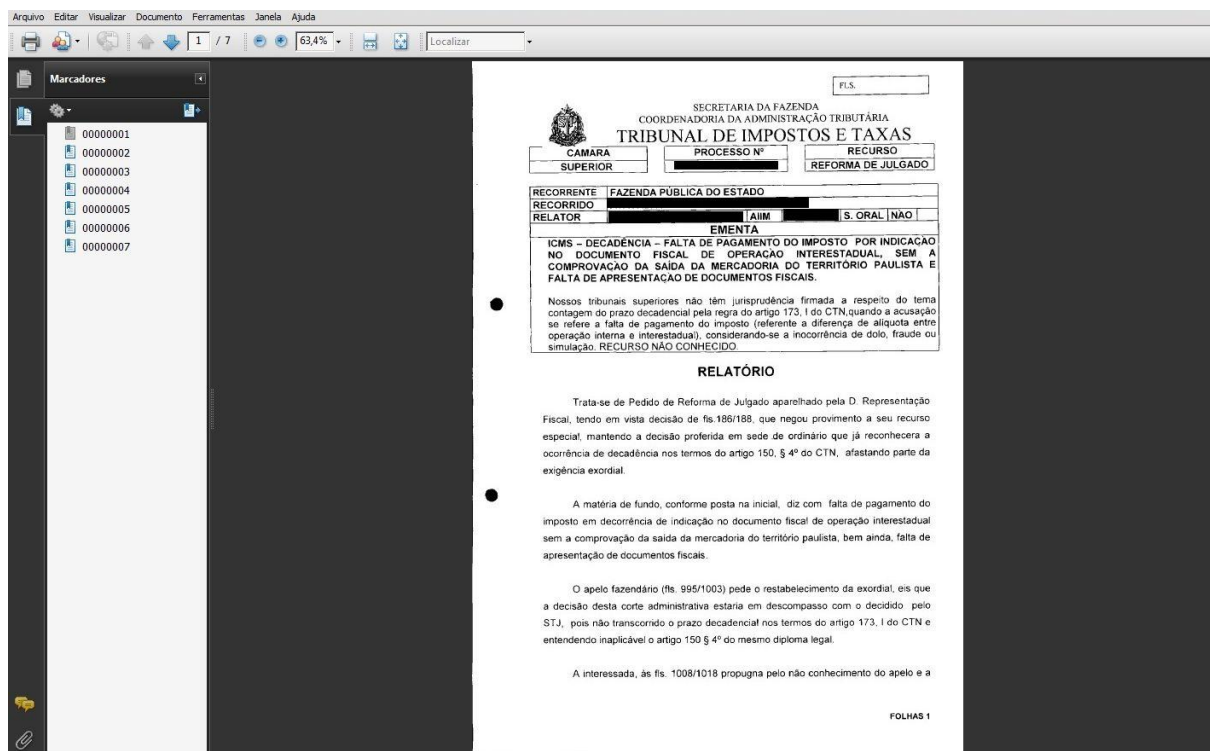 Arquivo Editar Visualizar Documento Ferramentas Janela Ajuda
1 / 7 63,4% Localizar
Marcadores
00000001
00000002
00000003
00000004
00000005
00000006
00000007
FLS.
SECRETARIA DA FAZENDA
COORDENADORIA DA ADMINISTRAÇÃO TRIBUTÁRIA
TRIBUNAL DE IMPOSTOS E TAXAS
CAMARA PROCESSO Nº RECURSO
SUPERIOR REFORMA DE JULGADO
RECORRENTE FAZENDA PÚBLICA DO ESTADO
RECORRIDO
RELATOR AIIM S. ORAL NAO
EMENTA
ICMS – DECADÊNCIA – FALTA DE PAGAMENTO DO IMPOSTO POR INDICAÇÃO
NO DOCUMENTO FISCAL DE OPERAÇÃO INTERESTADUAL, SEM A
COMPROVAÇÃO DA SAÍDA DA MERCADORIA DO TERRITÓRIO PAULISTA E
FALTA DE APRESENTAÇÃO DE DOCUMENTOS FISCAIS.
Nossos tribunais superiores não têm jurisprudência firmada a respeito do tema
contagem do prazo decadencial pela regra do artigo 173, I do CTN,quando a acusação
se refere a falta de pagamento do imposto (referente a diferença de alíquota entre
operação interna e interestadual), considerando-se a inocorrência de dolo, fraude ou
simulação. RECURSO NÃO CONHECIDO.
RELATÓRIO
Trata-se de Pedido de Reforma de Julgado aparelhado pela D. Representação
Fiscal, tendo em vista decisão de fls.186/188, que negou provimento a seu recurso
especial, mantendo a decisão proferida em sede de ordinário que já reconhecera a
ocorrência de decadência nos termos do artigo 150, § 4º do CTN, afastando parte da
exigência exordial.
A matéria de fundo, conforme posta na inicial, diz com falta de pagamento do
imposto em decorrência de indicação no documento fiscal de operação interestadual
sem a comprovação da saída da mercadoria do território paulista, bem ainda, falta de
apresentação de documentos fiscais.
O apelo fazendário (fls. 995/1003) pede o restabelecimento da exordial, eis que
a decisão desta corte administrativa estaria em descompasso com o decidido pelo
STJ, pois não transcorrido o prazo decadencial nos termos do artigo 173, I do CTN e
entendendo inaplicável o artigo 150 § 4º do mesmo diploma legal.
A interessada, ás fls. 1008/1018 propugna pelo não conhecimento do apelo e a
FOLHAS 1